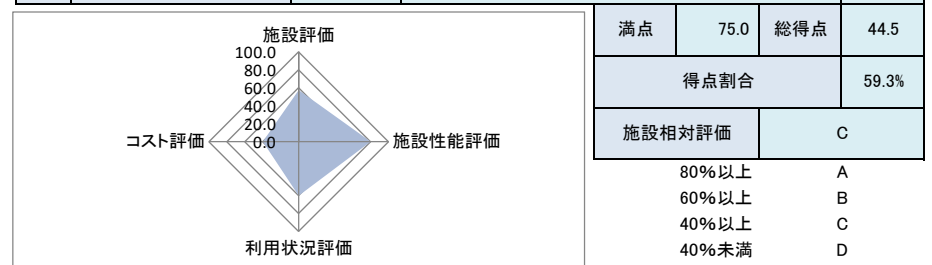 施設評価
100.0
80.0
60.0
40.0
20.0
0.0
コスト評価
施設性能評価
利用状況評価
満点 75.0 総得点 44.5
得点割合 59.3%
施設相対評価 C
80%以上 A
60%以上 B
40%以上 C
40%未満 D